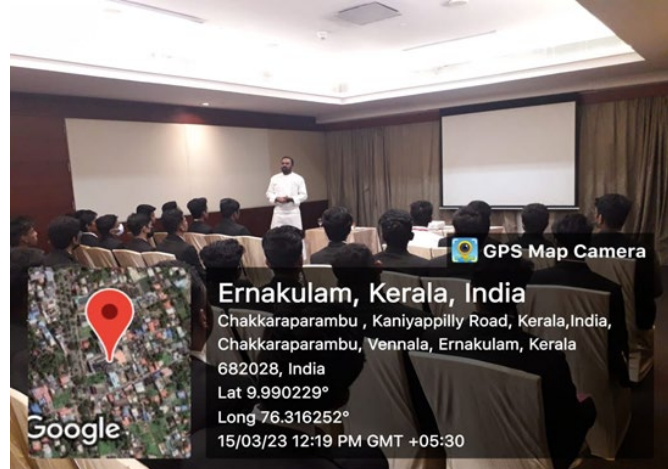 GPS Map Camera
Ernakulam, Kerala, India
Chakkaraparambu , Kaniyappilly Road, Kerala,India,
Chakkaraparambu, Vennala, Ernakulam, Kerala
682028, India
Lat 9.990229°
Long 76.316252°
15/03/23 12:19 PM GMT +05:30
Google